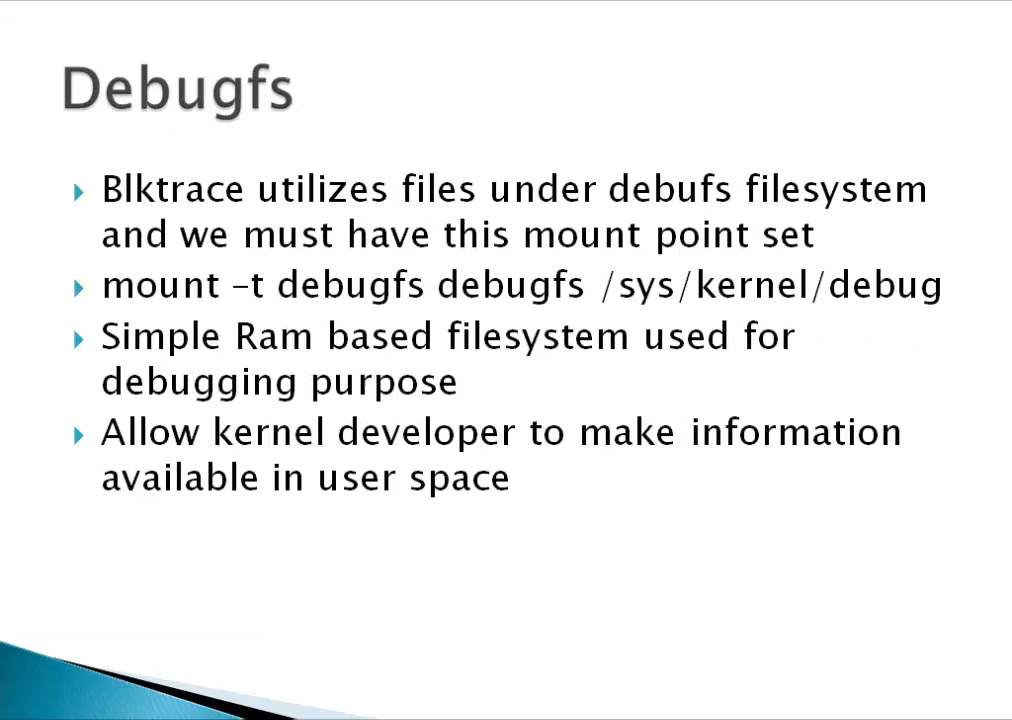 Debugfs
Blktrace utilizes files under debufs filesystem
and we must have this mount point set
mount –t debugfs debugfs /sys/kernel/debug
Simple Ram based filesystem used for
debugging purpose
Allow kernel developer to make information
available in user space